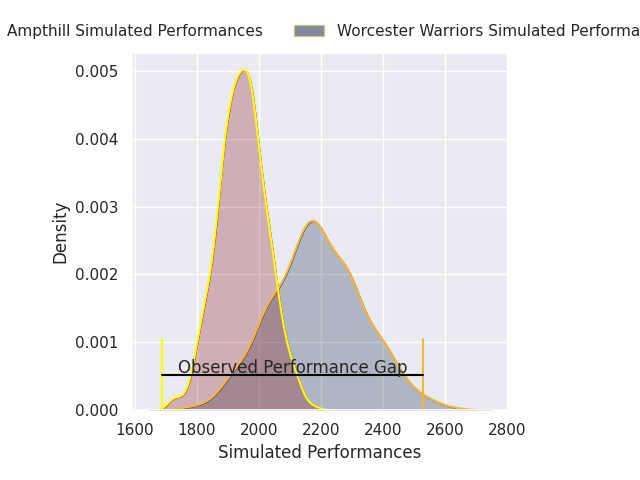 Ampthill Simulated Performances
Worcester Warriors Simulated Performa
0.005
0.004
0.003
0.002
0.001
0.000
Density
Observed Performance Gap
1600 1800 2000 2200 2400 2600 2800
Simulated Performances